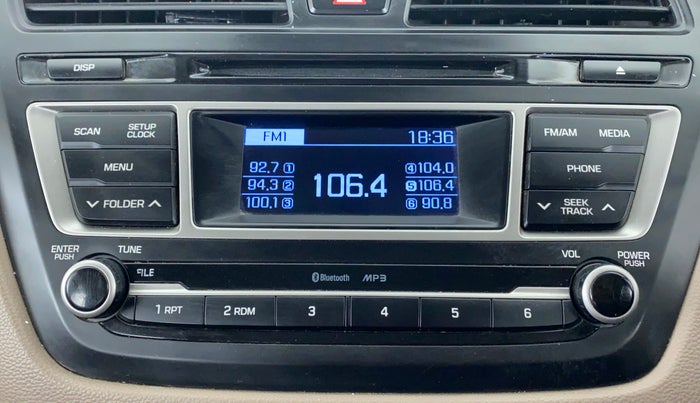 DISP
SCAN SETUP CLOCK
FM1 18:36
FM/AM MEDIA
MENU
92.7 1 106.4 4 104.0
94.3 2 5 106.4
100.1 3 6 90.8
PHONE
FOLDER
SEEK TRACK
ENTER PUSH TUNE
VOL POWER PUSH
FILE
Bluetooth MP3
1 RPT 2 RDM 3 4 5 6